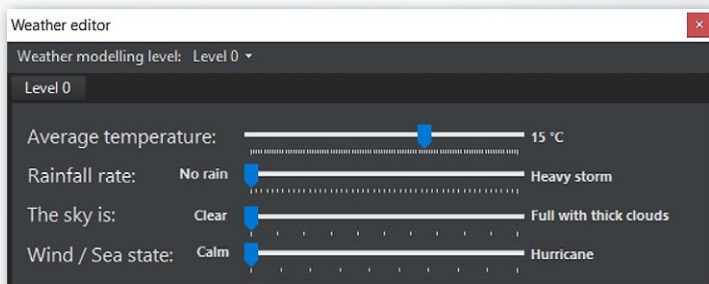 Weather editor
Weather modelling level: Level 0
Level 0
Average temperature: 15 °C
Rainfall rate: No rain Heavy storm
The sky is: Clear Full with thick clouds
Wind / Sea state: Calm Hurricane